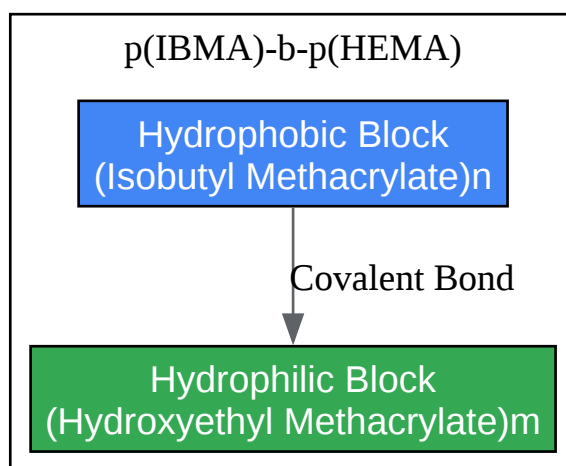 p(IBMA)-b-p(HEMA)
Hydrophobic Block
(Isobutyl Methacrylate)n
Covalent Bond
Hydrophilic Block
(Hydroxyethyl Methacrylate)m